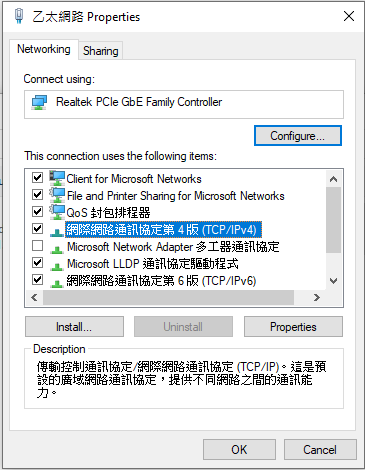 乙太網路 Properties
Networking
Sharing
Connect using:
Realtek PCIe GbE Family Controller
Configure...
This connection uses the following items:
Client for Microsoft Networks
File and Printer Sharing for Microsoft Networks
QoS 封包排程器
網際網路通訊協定第 4 版 (TCP/IPv4)
Microsoft Network Adapter 多工器通訊協定
Microsoft LLDP 通訊協定驅動程式
網際網路通訊協定第 6 版 (TCP/IPv6)
Install...
Uninstall
Properties
Description
傳輸控制通訊協定/網際網路通訊協定 (TCP/IP)。這是預
設的廣域網路通訊協定，提供不同網路之間的通訊能
力。
OK
Cancel